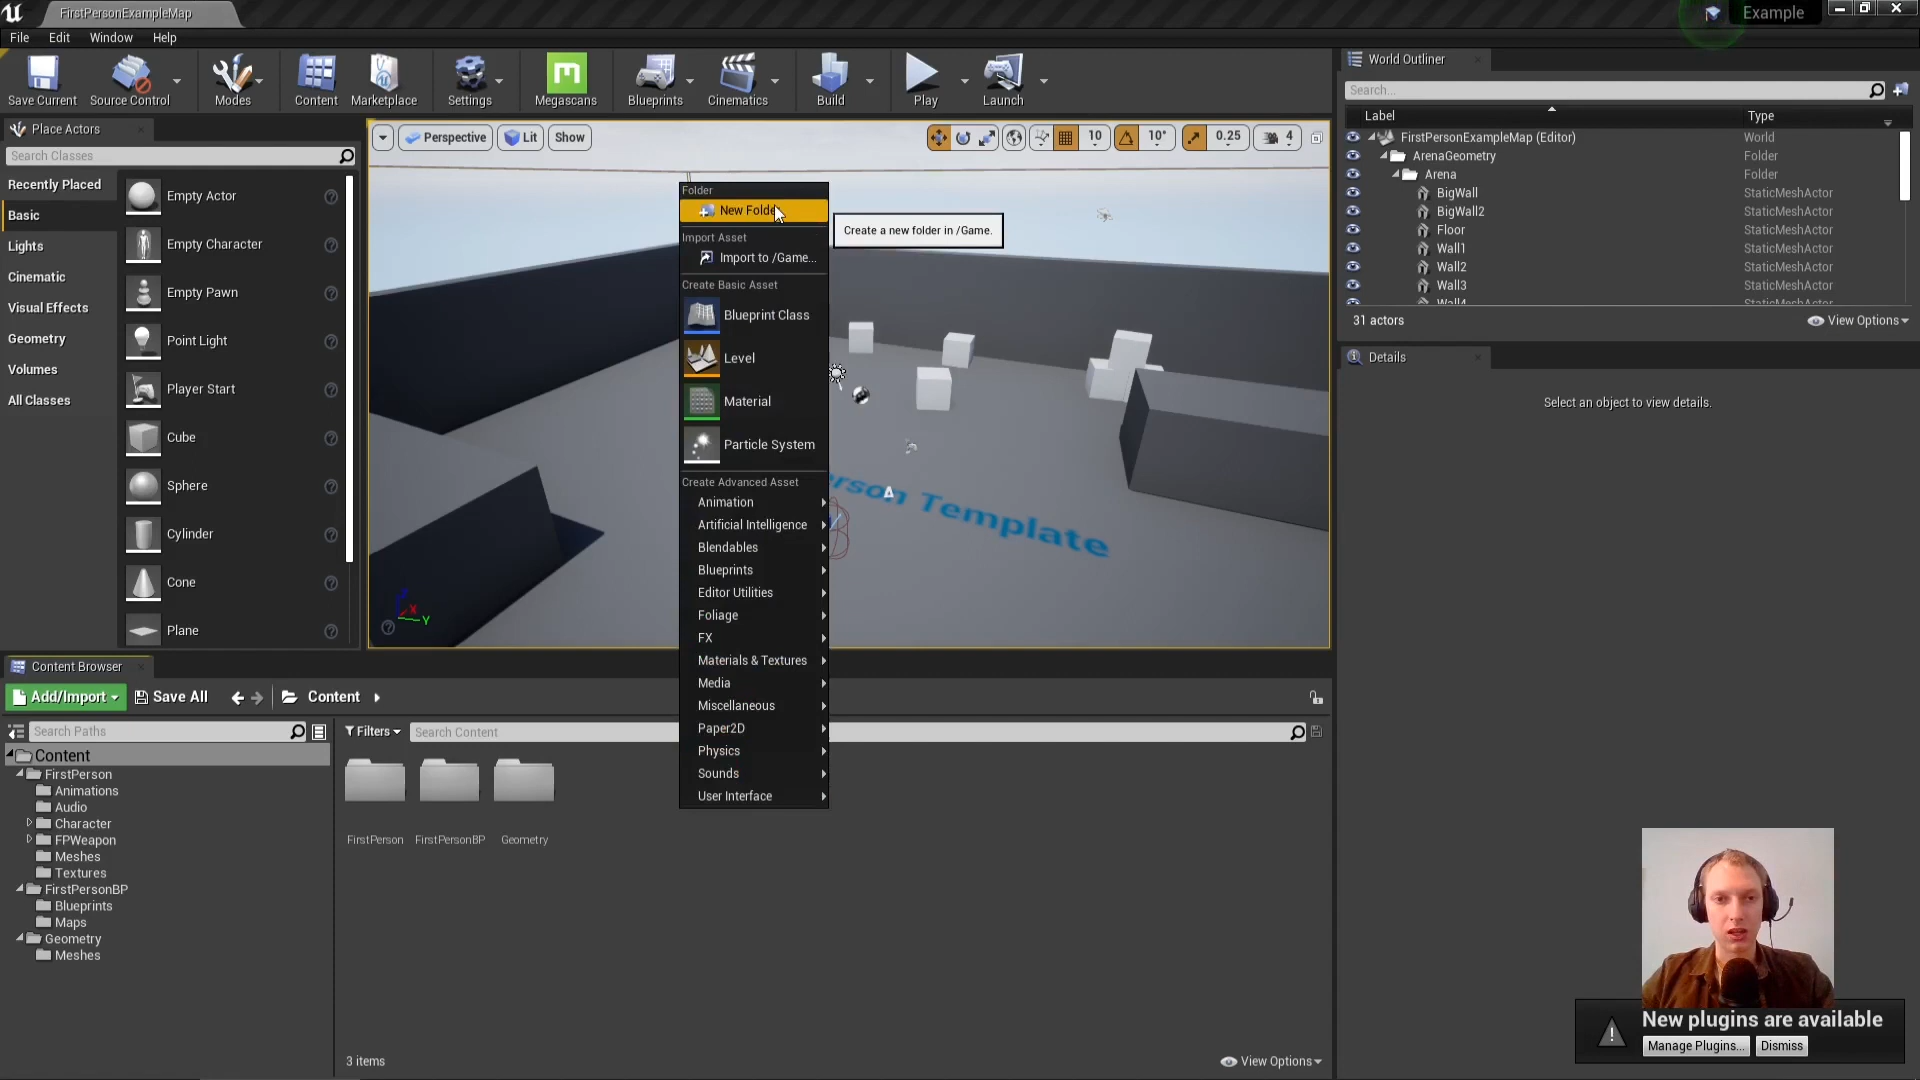 FirstPersonExampleMap
Example
File Edit Window Help
Save Current Source Control Modes Content Marketplace Settings Megascans Blueprints Cinematics Build Play Launch
Place Actors
Search Classes
Recently Placed
Basic
Lights
Cinematic
Visual Effects
Geometry
Volumes
All Classes
Empty Actor
Empty Character
Empty Pawn
Point Light
Player Start
Cube
Sphere
Cylinder
Cone
Plane
Perspective Lit Show
10 10° 0.25 4
Folder
New Folde
Create a new folder in /Game.
Import Asset
Import to /Game...
Create Basic Asset
Blueprint Class
Level
Material
Particle System
Create Advanced Asset
Animation
Artificial Intelligence
Blendables
Blueprints
Editor Utilities
Foliage
FX
Materials & Textures
Media
Miscellaneous
Paper2D
Physics
Sounds
User Interface
Template
X
Y
World Outliner
Search...
Label Type
FirstPersonExampleMap (Editor) World
ArenaGeometry Folder
Arena Folder
BigWall StaticMeshActor
BigWall2 StaticMeshActor
Floor StaticMeshActor
Wall1 StaticMeshActor
Wall2 StaticMeshActor
Wall3 StaticMeshActor
Wall4 StaticMeshActor
31 actors View Options
Details
Select an object to view details.
Content Browser
Add/Import Save All Content
Search Paths
Filters Search Content
Content
FirstPerson
Animations
Audio
Character
FPWeapon
Meshes
Textures
FirstPersonBP
Blueprints
Maps
Geometry
Meshes
FirstPerson FirstPersonBP Geometry
3 items View Options
New plugins are available
Manage Plugins... Dismiss